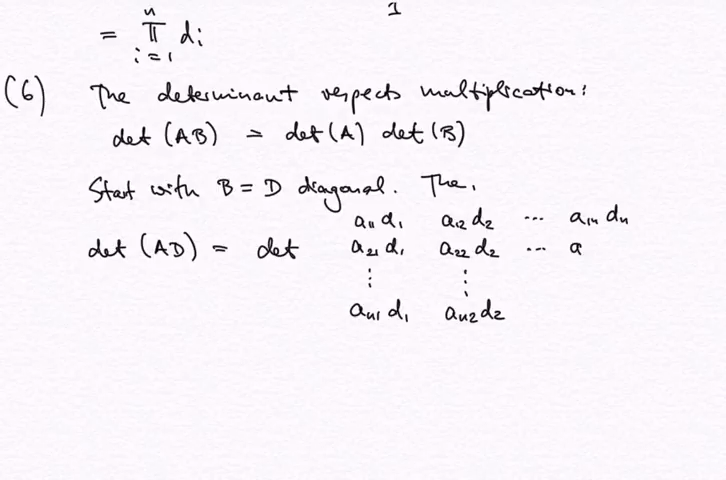 n 1
= ∏ dᵢ
i = 1
(6) The determinant respects multiplication:
det (AB) = det(A) det(B)
Start with B = D diagonal. The.
a₁₁ d₁ a₁₂ d₂ ... a₁ₙ dₙ
det (AD) = det a₂₁ d₁ a₂₂ d₂ ... a
⋮ ⋮
aₙ₁ d₁ aₙ₂ d₂